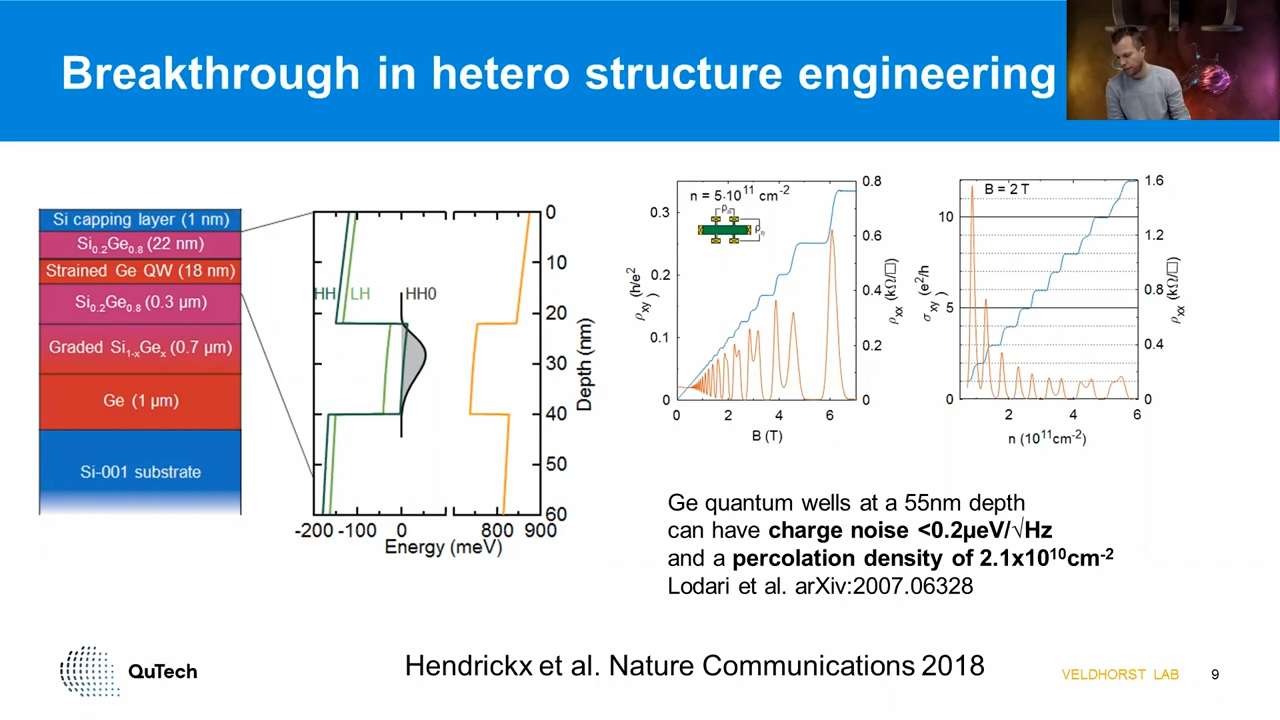 Breakthrough in hetero structure engineering
Si capping layer (1 nm)
Si0.2Ge0.8 (22 nm)
Strained Ge QW (18 nm)
Si0.2Ge0.8 (0.3 µm)
Graded Si1-xGex (0.7 µm)
Ge (1 µm)
Si-001 substrate
HH
LH
HH0
0
10
20
30
40
50
60
Depth (nm)
-200 -100 0 800 900
Energy (meV)
n = 5·10¹¹ cm⁻²
0.3
0.2
0.1
0
ρxy (h/e²)
0.8
0.6
0.4
0.2
0
ρxx (kΩ/□)
0 2 4 6
B (T)
B = 2 T
10
5
0
σxy (e²/h)
1.6
1.2
0.8
0.4
0
ρxx (kΩ/□)
2 4 6
n (10¹¹cm⁻²)
Ge quantum wells at a 55nm depth
can have charge noise <0.2µeV/√Hz
and a percolation density of 2.1x10¹⁰cm⁻²
Lodari et al. arXiv:2007.06328
QuTech
Hendrickx et al. Nature Communications 2018
VELDHORST LAB 9